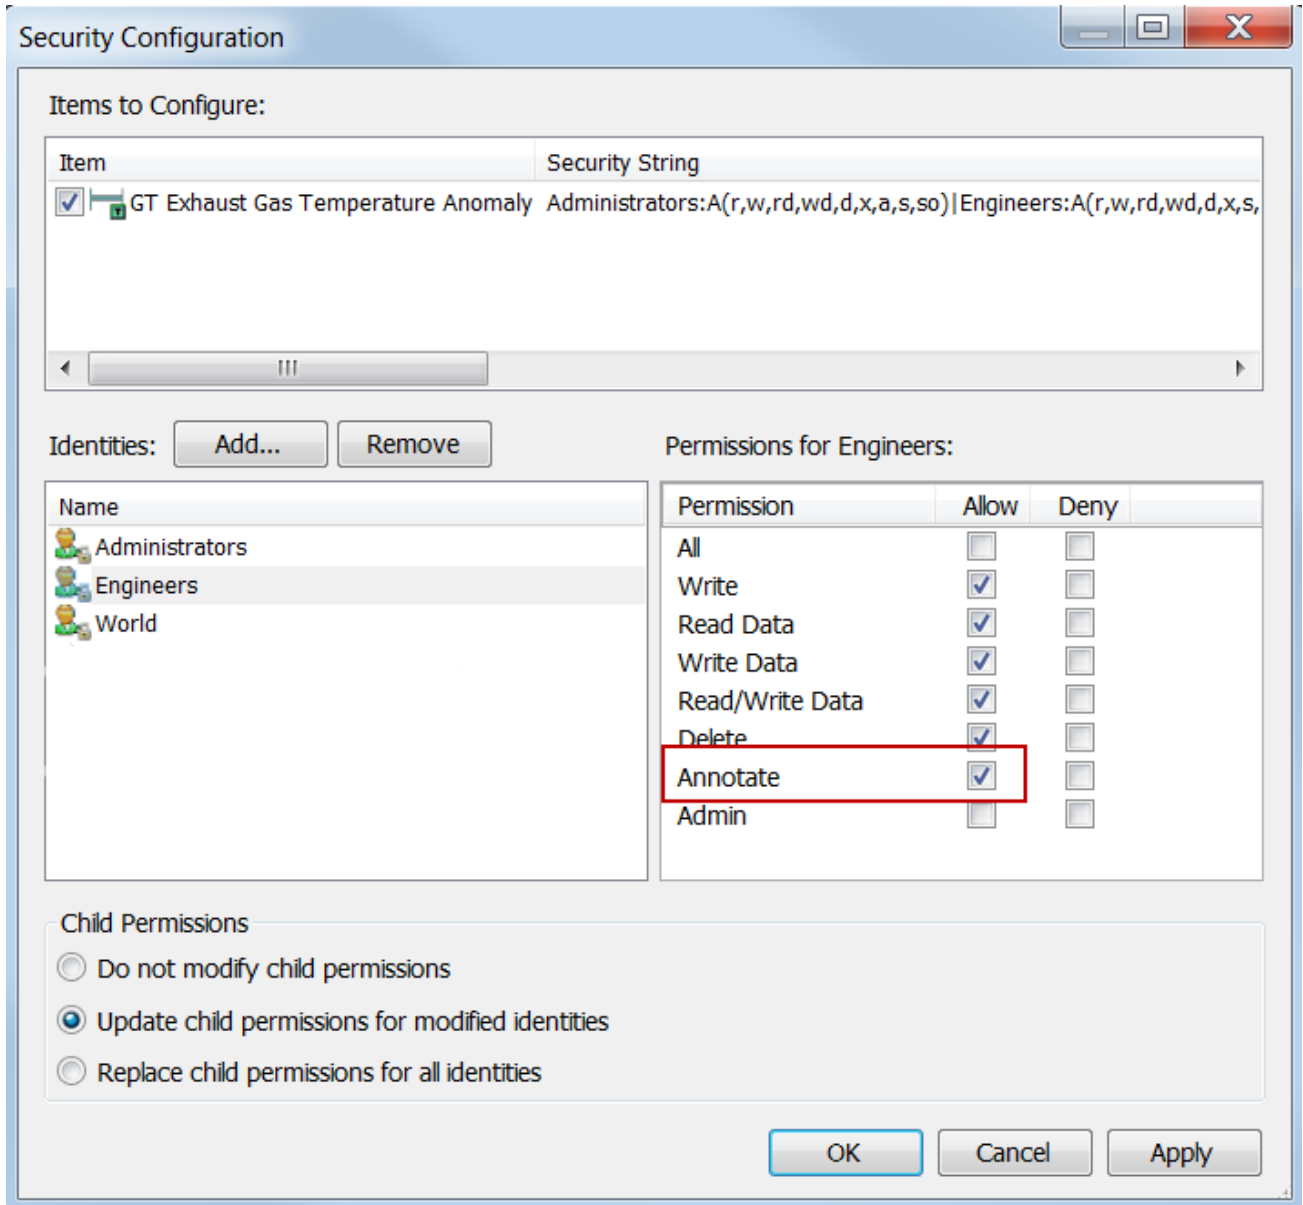 Security Configuration
Items to Configure:
Item Security String
GT Exhaust Gas Temperature Anomaly Administrators:A(r,w,rd,wd,d,x,a,s,so)|Engineers:A(r,w,rd,wd,d,x,s,
Identities: Add... Remove Permissions for Engineers:
Name Permission Allow Deny
Administrators All
Engineers Write
World Read Data
Write Data
Read/Write Data
Delete
Annotate
Admin
Child Permissions
Do not modify child permissions
Update child permissions for modified identities
Replace child permissions for all identities
OK Cancel Apply